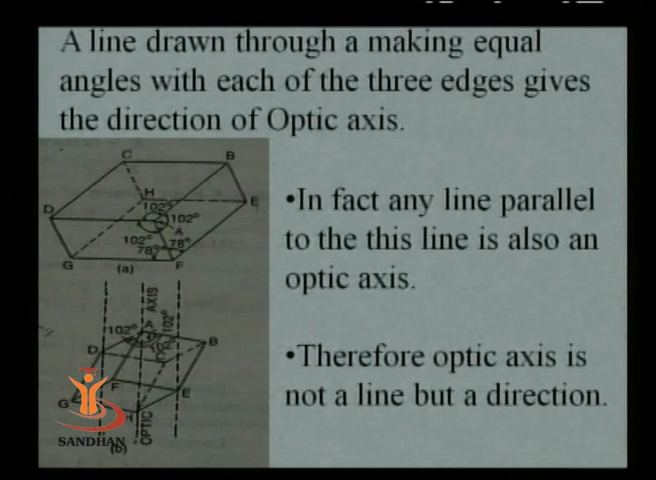 A line drawn through a making equal
angles with each of the three edges gives
the direction of Optic axis.
•In fact any line parallel
to the this line is also an
optic axis.
•Therefore optic axis is
not a line but a direction.
C
B
H
D
E
102°
102°
A
102°
78°
78°
G
F
(a)
AXIS
102°
A
102°
102°
D
B
F
E
G
H
OPTIC
(b)
SANDHAN